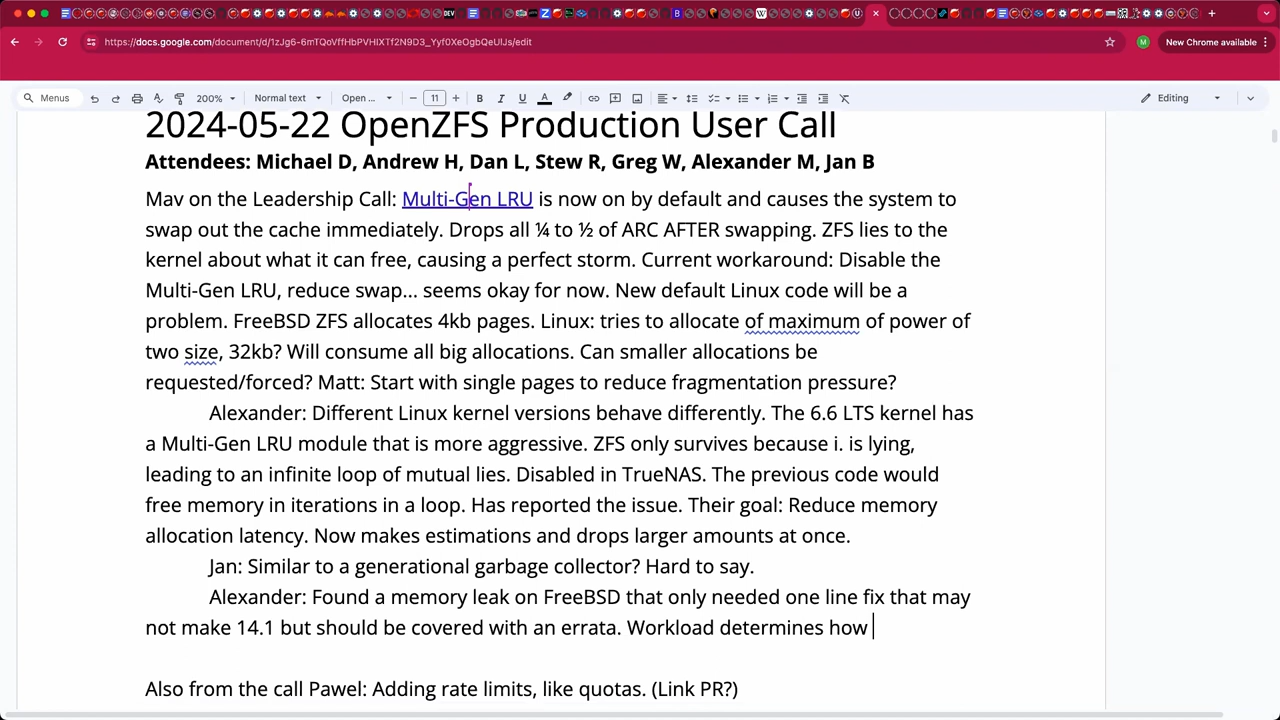 DEV
W
https://docs.google.com/document/d/1zJg6-6mTQoVffHbPVHIXTf2N9D3_Yyf0XeOgbQeUIJs/edit
M
New Chrome available
Menus
200%
Normal text
Open ...
11
B I U A
Editing
2024-05-22 OpenZFS Production User Call
Attendees: Michael D, Andrew H, Dan L, Stew R, Greg W, Alexander M, Jan B
Mav on the Leadership Call: Multi-Gen LRU is now on by default and causes the system to
swap out the cache immediately. Drops all ¼ to ½ of ARC AFTER swapping. ZFS lies to the
kernel about what it can free, causing a perfect storm. Current workaround: Disable the
Multi-Gen LRU, reduce swap... seems okay for now. New default Linux code will be a
problem. FreeBSD ZFS allocates 4kb pages. Linux: tries to allocate of maximum of power of
two size, 32kb? Will consume all big allocations. Can smaller allocations be
requested/forced? Matt: Start with single pages to reduce fragmentation pressure?
Alexander: Different Linux kernel versions behave differently. The 6.6 LTS kernel has
a Multi-Gen LRU module that is more aggressive. ZFS only survives because i. is lying,
leading to an infinite loop of mutual lies. Disabled in TrueNAS. The previous code would
free memory in iterations in a loop. Has reported the issue. Their goal: Reduce memory
allocation latency. Now makes estimations and drops larger amounts at once.
Jan: Similar to a generational garbage collector? Hard to say.
Alexander: Found a memory leak on FreeBSD that only needed one line fix that may
not make 14.1 but should be covered with an errata. Workload determines how
Also from the call Pawel: Adding rate limits, like quotas. (Link PR?)